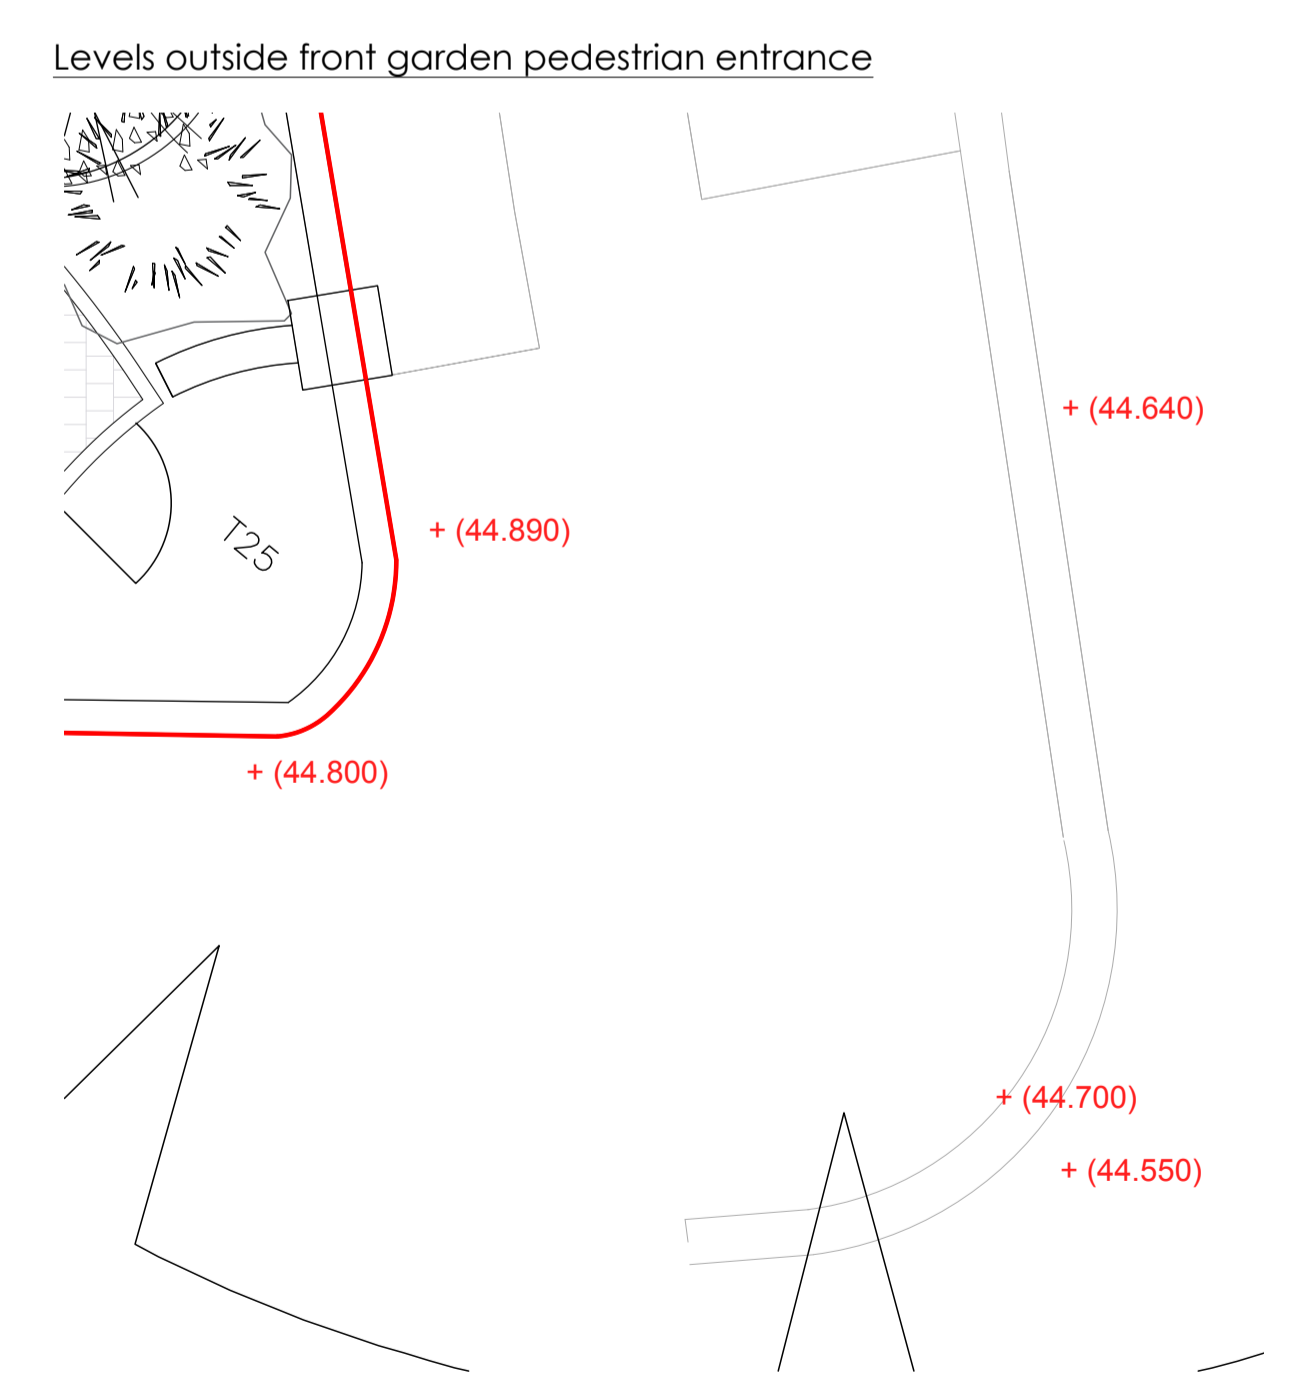 Levels outside front garden pedestrian entrance
+ (44.640)
+ (44.890)
T25
+ (44.800)
+ (44.700)
+ (44.550)